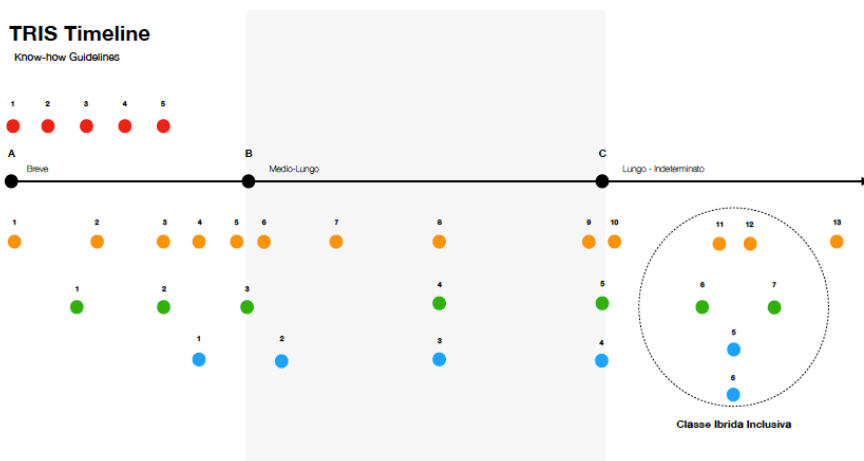 TRIS Timeline
Know-how Guidelines
1 2 3 4 5
A B C
Breve Medio-Lungo Lungo - Indeterminato
1 2 3 4 5 6 7 8 9 10 11 12 13
1 2 3 4 5 6 7
1 2 3 4 5
6
Classe Ibrida Inclusiva